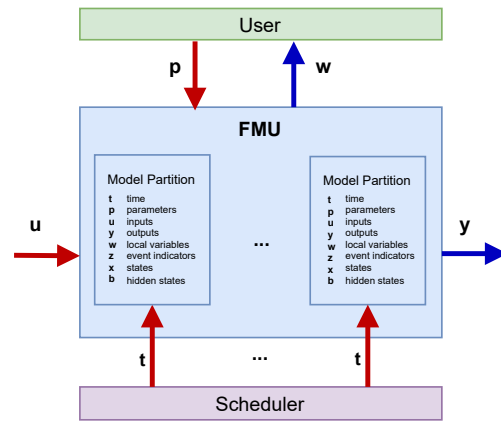 User
p
w
FMU
Model Partition
t time
p parameters
u inputs
y outputs
w local variables
z event indicators
x states
b hidden states
...
Model Partition
t time
p parameters
u inputs
y outputs
w local variables
z event indicators
x states
b hidden states
u
y
t
...
t
Scheduler